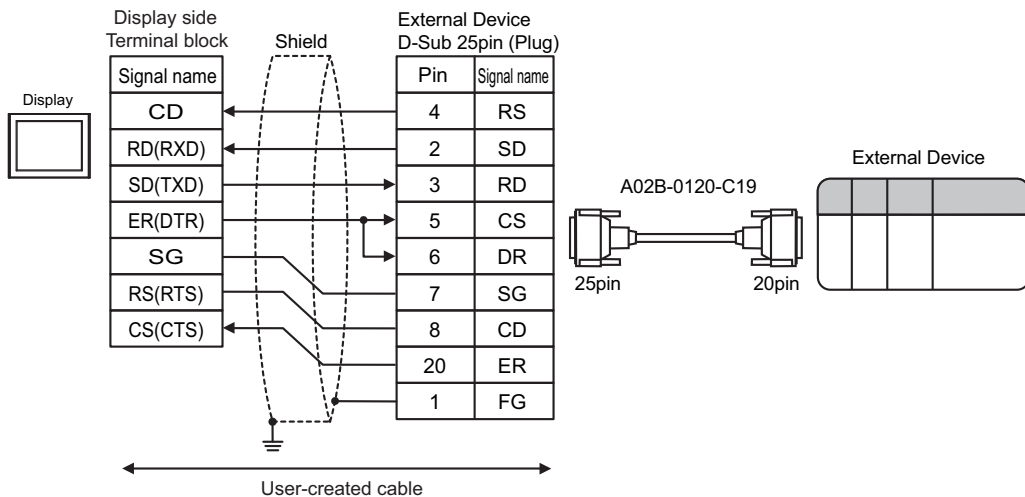 Display side
Terminal block
Shield
External Device
D-Sub 25pin (Plug)
Signal name
Pin
Signal name
Display
CD
4
RS
RD(RXD)
2
SD
SD(TXD)
3
RD
ER(DTR)
5
CS
SG
6
DR
RS(RTS)
7
SG
CS(CTS)
8
CD
20
ER
1
FG
A02B-0120-C19
25pin
20pin
External Device
User-created cable